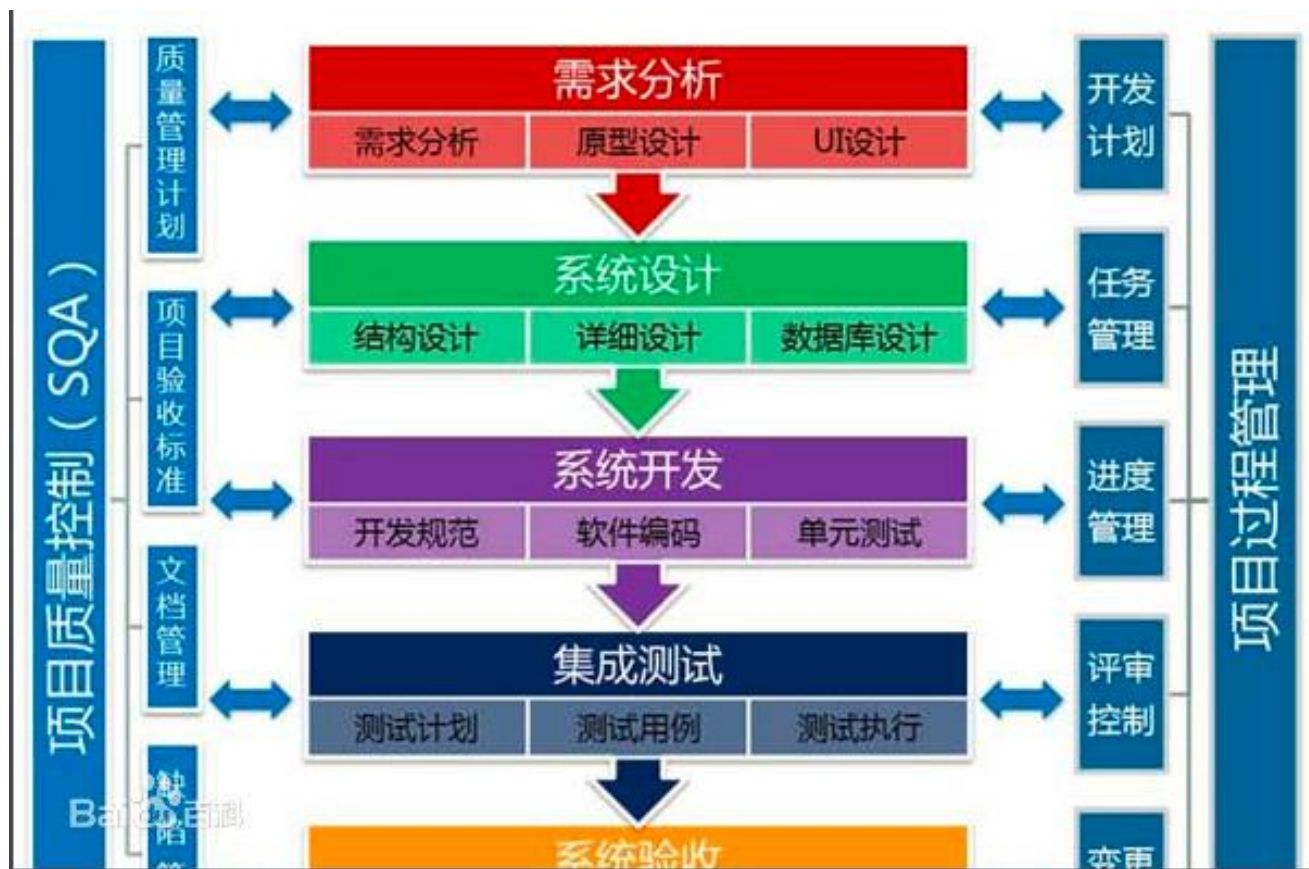 项目质量控制（SQA）
质量管理计划
项目验收标准
文档管理
缺陷管
需求分析
需求分析 原型设计 UI设计
系统设计
结构设计 详细设计 数据库设计
系统开发
开发规范 软件编码 单元测试
集成测试
测试计划 测试用例 测试执行
系统验收
开发
计划
任务
管理
进度
管理
评审
控制
变更
项目过程管理
Bai百科